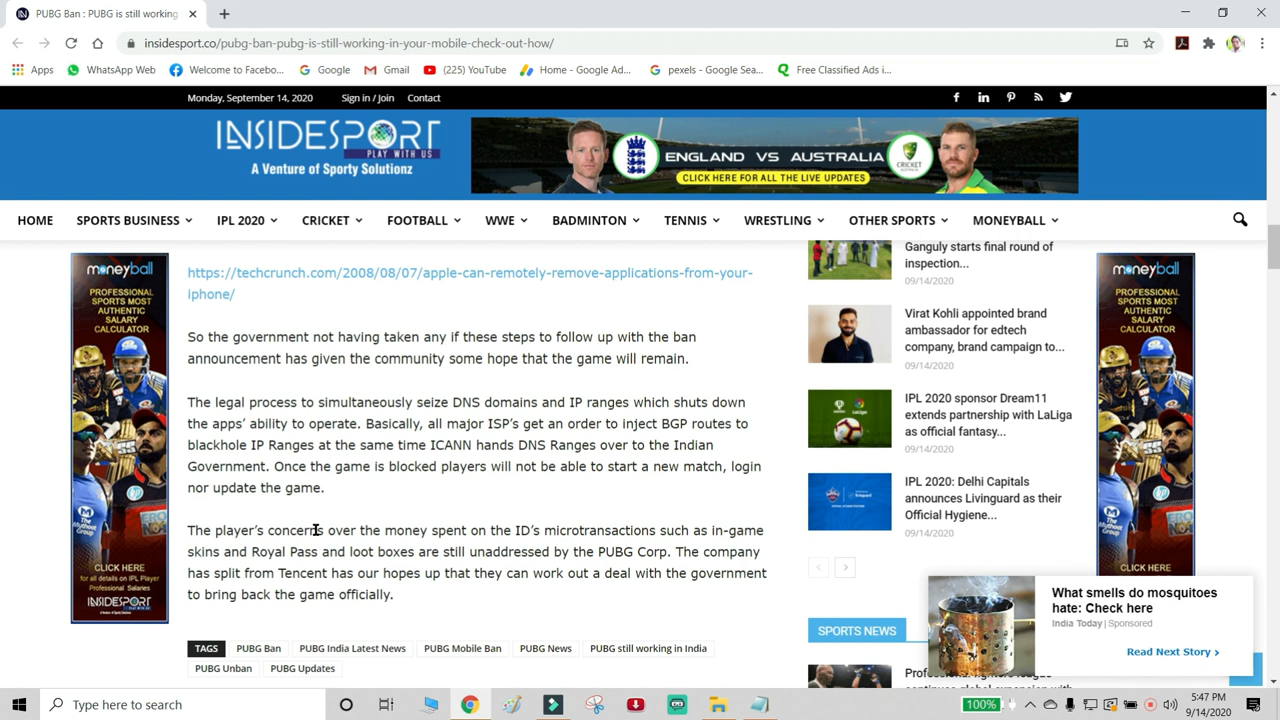 PUBG Ban : PUBG is still working
insidesport.co/pubg-ban-pubg-is-still-working-in-your-mobile-check-out-how/
Apps WhatsApp Web Welcome to Facebo... Google Gmail (225) YouTube Home - Google Ad... pexels - Google Sea... Free Classified Ads i...
Monday, September 14, 2020 Sign in / Join Contact
INSIDESPORT
PLAY WITH US
A Venture of Sporty Solutionz
ENGLAND VS AUSTRALIA
CLICK HERE FOR ALL THE LIVE UPDATES
HOME SPORTS BUSINESS IPL 2020 CRICKET FOOTBALL WWE BADMINTON TENNIS WRESTLING OTHER SPORTS MONEYBALL
moneyball
PROFESSIONAL
SPORTS MOST
AUTHENTIC
SALARY
CALCULATOR
CLICK HERE
for all details on IPL Player
Professional Salaries
INSIDESPORT
https://techcrunch.com/2008/08/07/apple-can-remotely-remove-applications-from-your-
iphone/
So the government not having taken any if these steps to follow up with the ban
announcement has given the community some hope that the game will remain.
The legal process to simultaneously seize DNS domains and IP ranges which shuts down
the apps' ability to operate. Basically, all major ISP's get an order to inject BGP routes to
blackhole IP Ranges at the same time ICANN hands DNS Ranges over to the Indian
Government. Once the game is blocked players will not be able to start a new match, login
nor update the game.
The player's concerns over the money spent on the ID's microtransactions such as in-game
skins and Royal Pass and loot boxes are still unaddressed by the PUBG Corp. The company
has split from Tencent has our hopes up that they can work out a deal with the government
to bring back the game officially.
TAGS PUBG Ban PUBG India Latest News PUBG Mobile Ban PUBG News PUBG still working in India
PUBG Unban PUBG Updates
Ganguly starts final round of
inspection...
09/14/2020
Virat Kohli appointed brand
ambassador for edtech
company, brand campaign to...
09/14/2020
IPL 2020 sponsor Dream11
extends partnership with LaLiga
as official fantasy...
09/14/2020
IPL 2020: Delhi Capitals
announces Livinguard as their
Official Hygiene...
09/14/2020
SPORTS NEWS
moneyball
PROFESSIONAL
SPORTS MOST
AUTHENTIC
SALARY
CALCULATOR
CLICK HERE
What smells do mosquitoes
hate: Check here
India Today | Sponsored
Read Next Story
Type here to search
100%
5:47 PM
9/14/2020